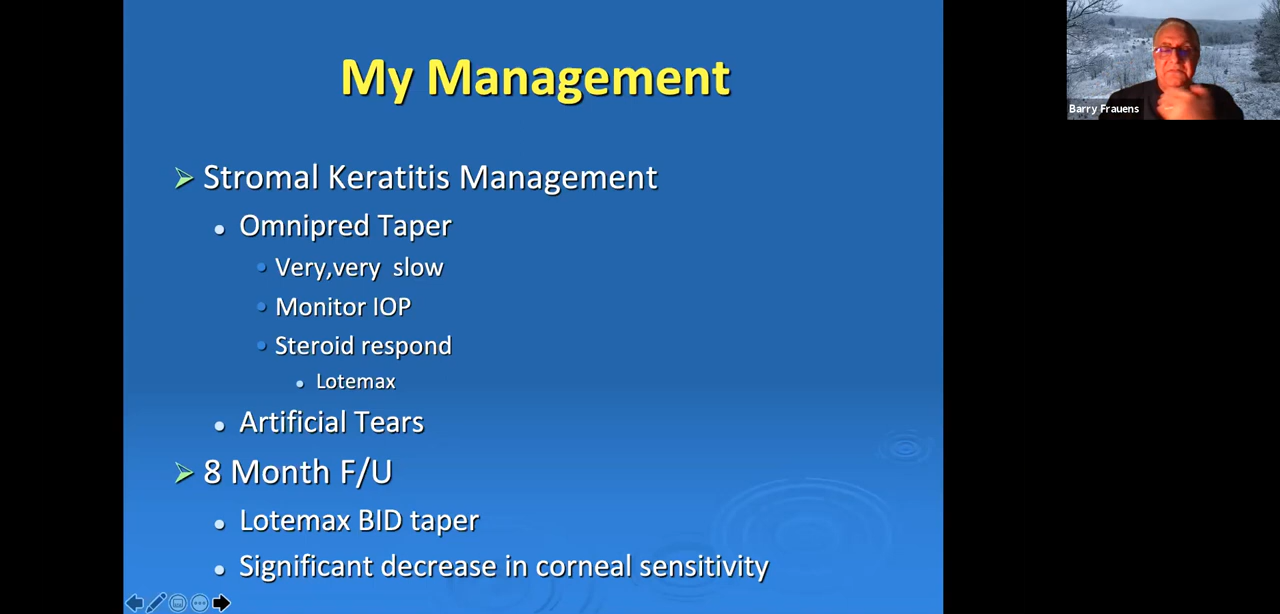 My Management
Stromal Keratitis Management
Omnipred Taper
Very,very slow
Monitor IOP
Steroid respond
Lotemax
Artificial Tears
8 Month F/U
Lotemax BID taper
Significant decrease in corneal sensitivity
Barry Frauens